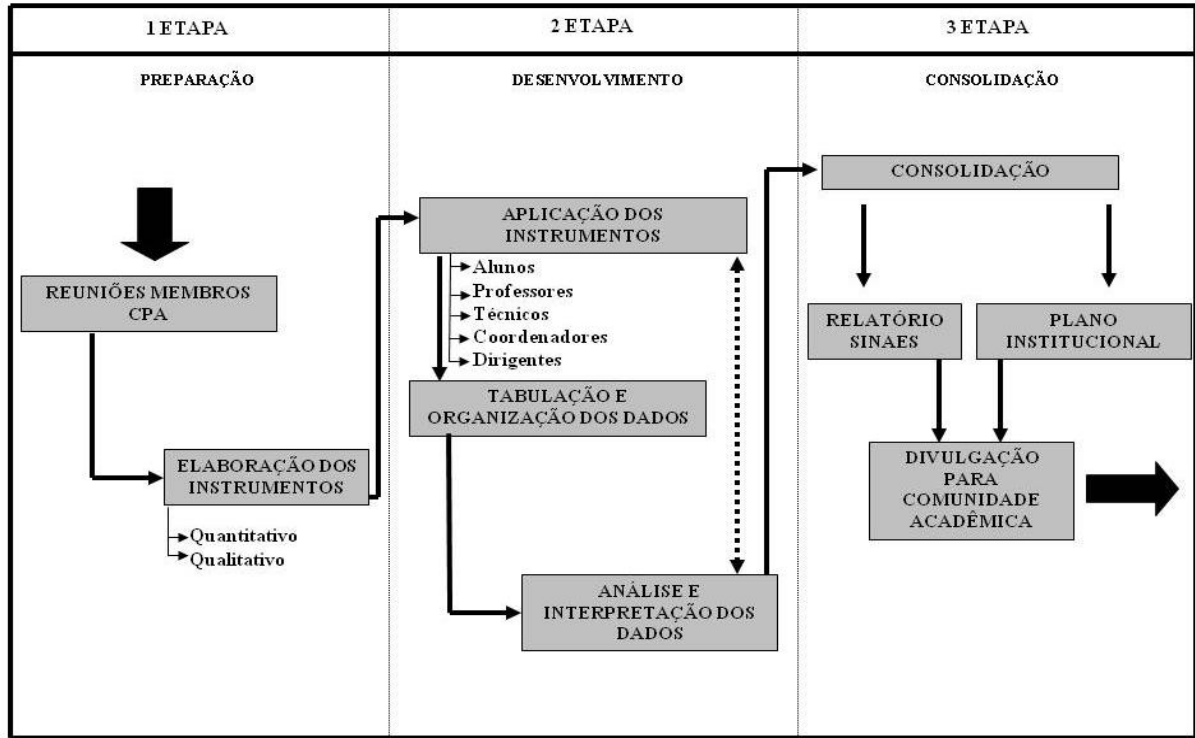 1 ETAPA
2 ETAPA
3 ETAPA
PREPARAÇÃO
DESENVOLVIMENTO
CONSOLIDAÇÃO
REUNIÕES MEMBROS
CPA
ELABORAÇÃO DOS
INSTRUMENTOS
Quantitativo
Qualitativo
APLICAÇÃO DOS
INSTRUMENTOS
Alunos
Professores
Técnicos
Coordenadores
Dirigentes
TABULAÇÃO E
ORGANIZAÇÃO DOS DADOS
ANÁLISE E
INTERPRETAÇÃO DOS
DADOS
CONSOLIDAÇÃO
RELATÓRIO
SINAES
PLANO
INSTITUCIONAL
DIVULGAÇÃO
PARA
COMUNIDADE
ACADÊMICA